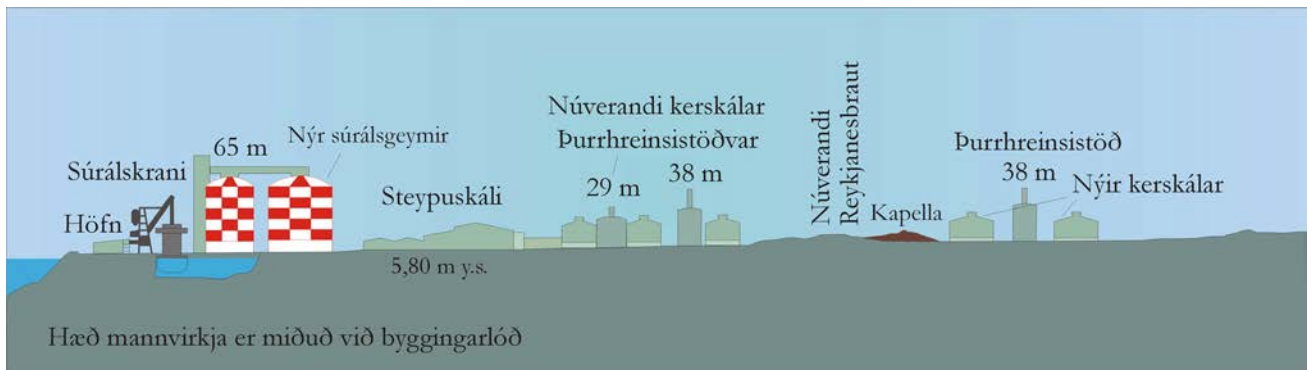 Höfn
Súrálskrani
65 m
Nýr súrálsgeymir
Steypuskáli
5,80 m y.s.
Núverandi kerskálar
Þurrhreinsistöðvar
29 m
38 m
Núverandi
Reykjanesbraut
Kapella
Þurrhreinsistöð
38 m
Nýir kerskálar
Hæð mannvirkja er miðuð við byggingarlóð